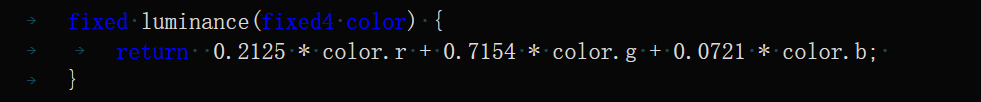 fixed luminance(fixed4 color) {
return  0.2125 * color.r + 0.7154 * color.g + 0.0721 * color.b;
}